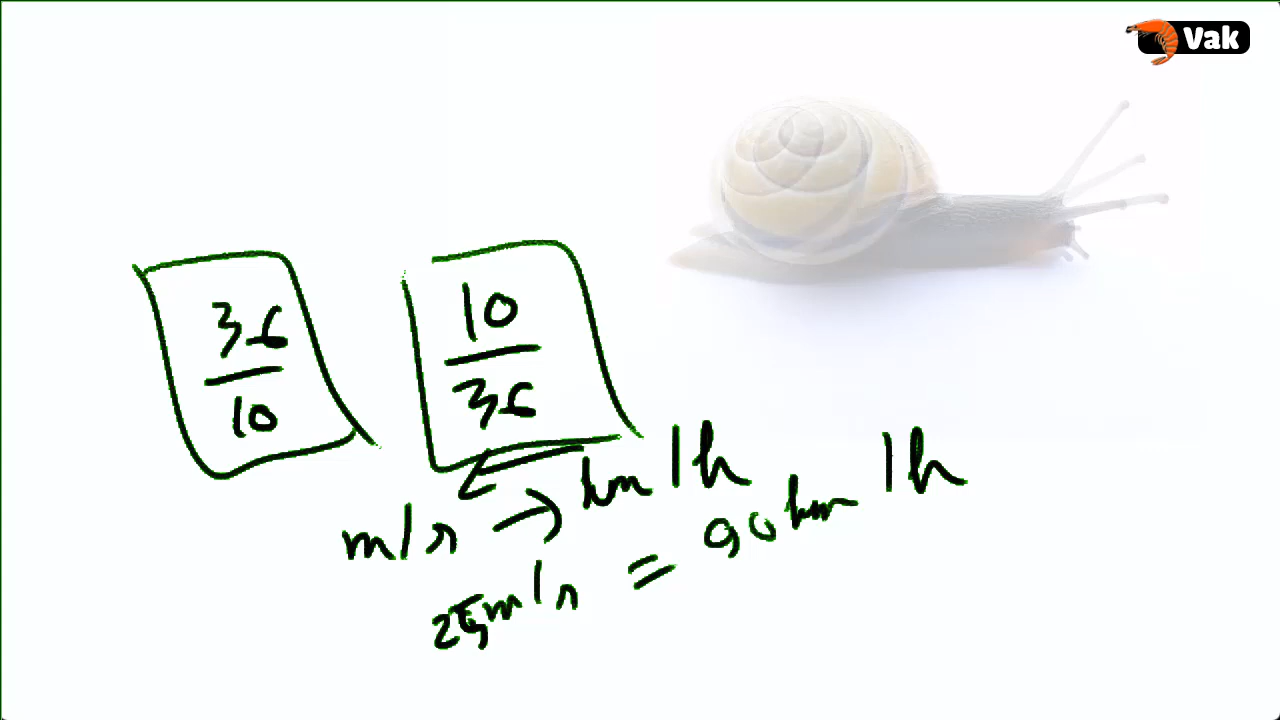 Vak
36/10
10/36
m/s → km/h
25m/s = 90km/h